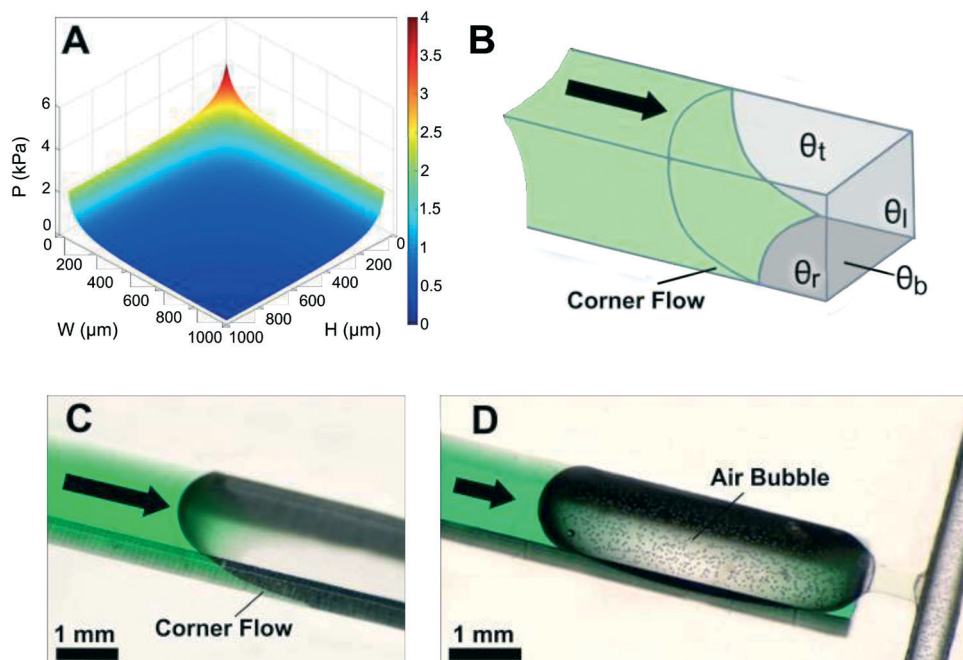 A
P (kPa)
6
4
2
0
0
200
400
600
800
1000
W (µm)
1000
800
600
400
200
0
H (µm)
4
3.5
3
2.5
2
1.5
1
0.5
0
B
θt
θl
θr
θb
Corner Flow
C
Corner Flow
1 mm
D
Air Bubble
1 mm